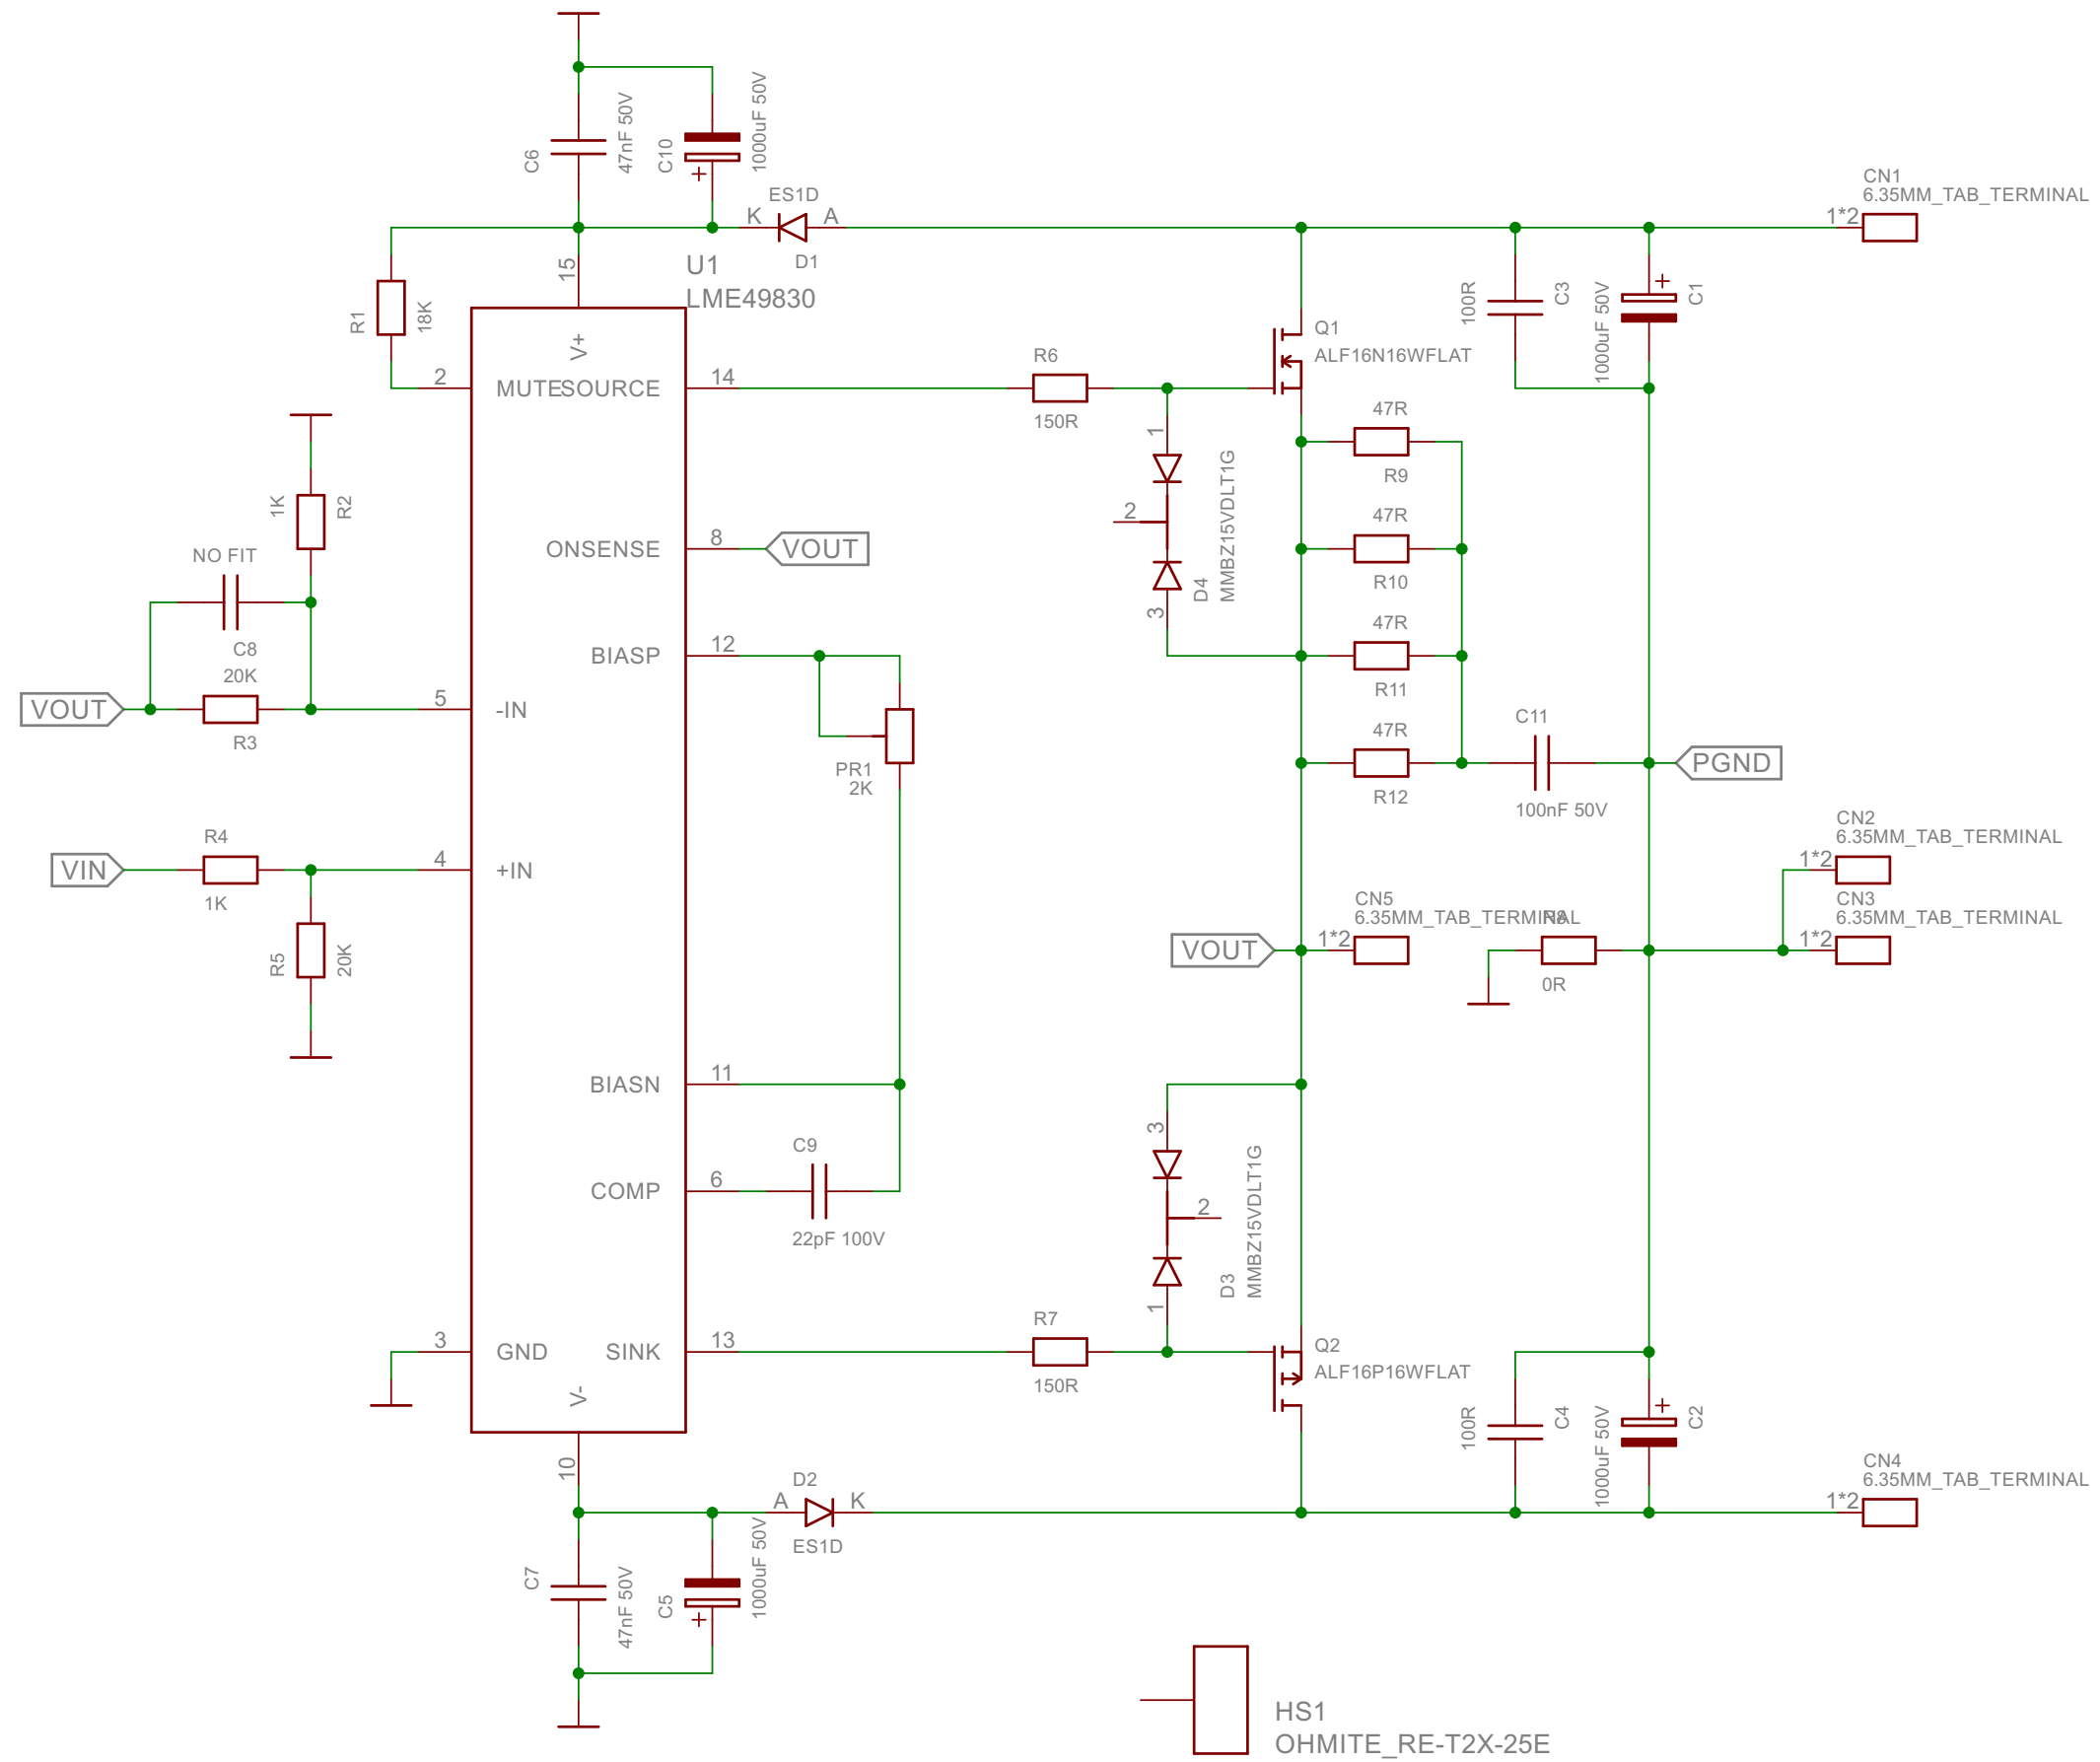 C6
47nF 50V
C10
1000uF 50V
+
ES1D
K
A
D1
CN1
6.35MM_TAB_TERMINAL
1*2
15
U1
LME49830
R1
18K
V+
100R
C3
1000uF 50V
+
C1
Q1
ALF16N16WFLAT
2
MUTE
SOURCE
14
R6
150R
47R
R9
1
2
3
D4
MMBZ15VDLT1G
1K
R2
NO FIT
C8
ONSENSE
8
VOUT
47R
R10
BIASP
12
47R
R11
20K
VOUT
R3
5
-IN
PR1
2K
47R
R12
C11
100nF 50V
PGND
VIN
R4
1K
4
+IN
CN2
6.35MM_TAB_TERMINAL
1*2
R5
20K
VOUT
CN5
6.35MM_TAB_TERMINAL
1*2
R8
0R
CN3
6.35MM_TAB_TERMINAL
1*2
BIASN
11
3
2
1
D3
MMBZ15VDLT1G
C9
COMP
6
22pF 100V
3
GND
SINK
13
R7
150R
Q2
ALF16P16WFLAT
V-
100R
C4
1000uF 50V
+
C2
10
D2
A
K
ES1D
CN4
6.35MM_TAB_TERMINAL
1*2
C7
47nF 50V
C5
+
1000uF 50V
HS1
OHMITE_RE-T2X-25E